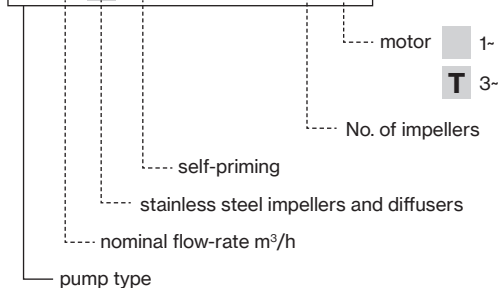 motor 1~
T 3~
No. of impellers
self-priming
stainless steel impellers and diffusers
nominal flow-rate m³/h
pump type